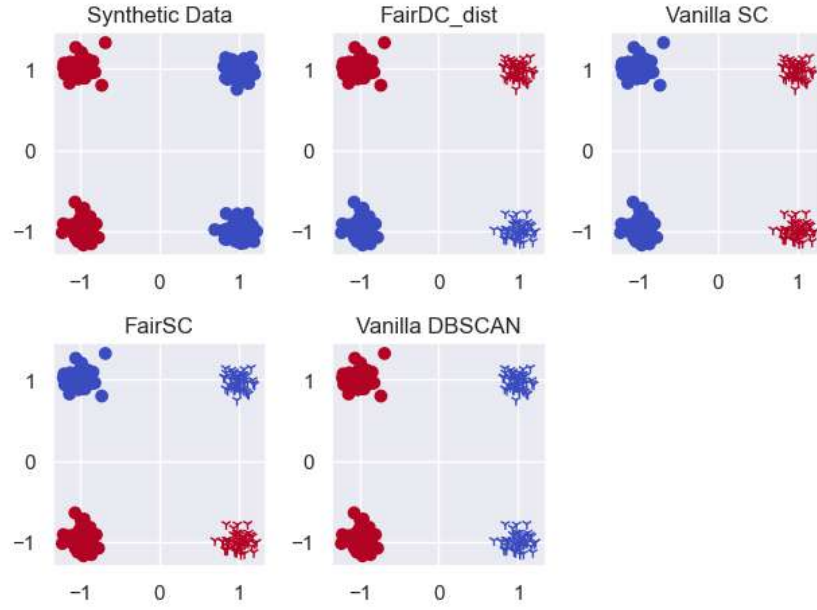 Synthetic Data FairDC_dist Vanilla SC
1 1 1
0 0 0
−1 −1 −1
−1 0 1 −1 0 1 −1 0 1
FairSC Vanilla DBSCAN
1 1
0 0
−1 −1
−1 0 1 −1 0 1